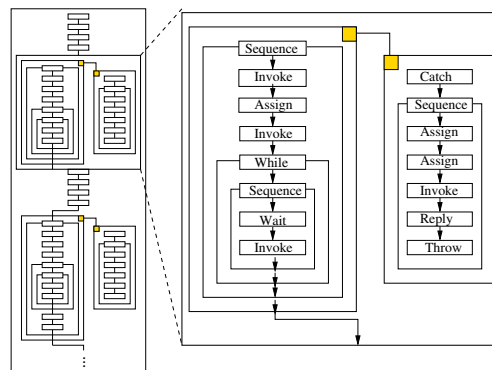 Sequence
Invoke
Assign
Invoke
While
Sequence
Wait
Invoke
Catch
Sequence
Assign
Assign
Invoke
Reply
Throw